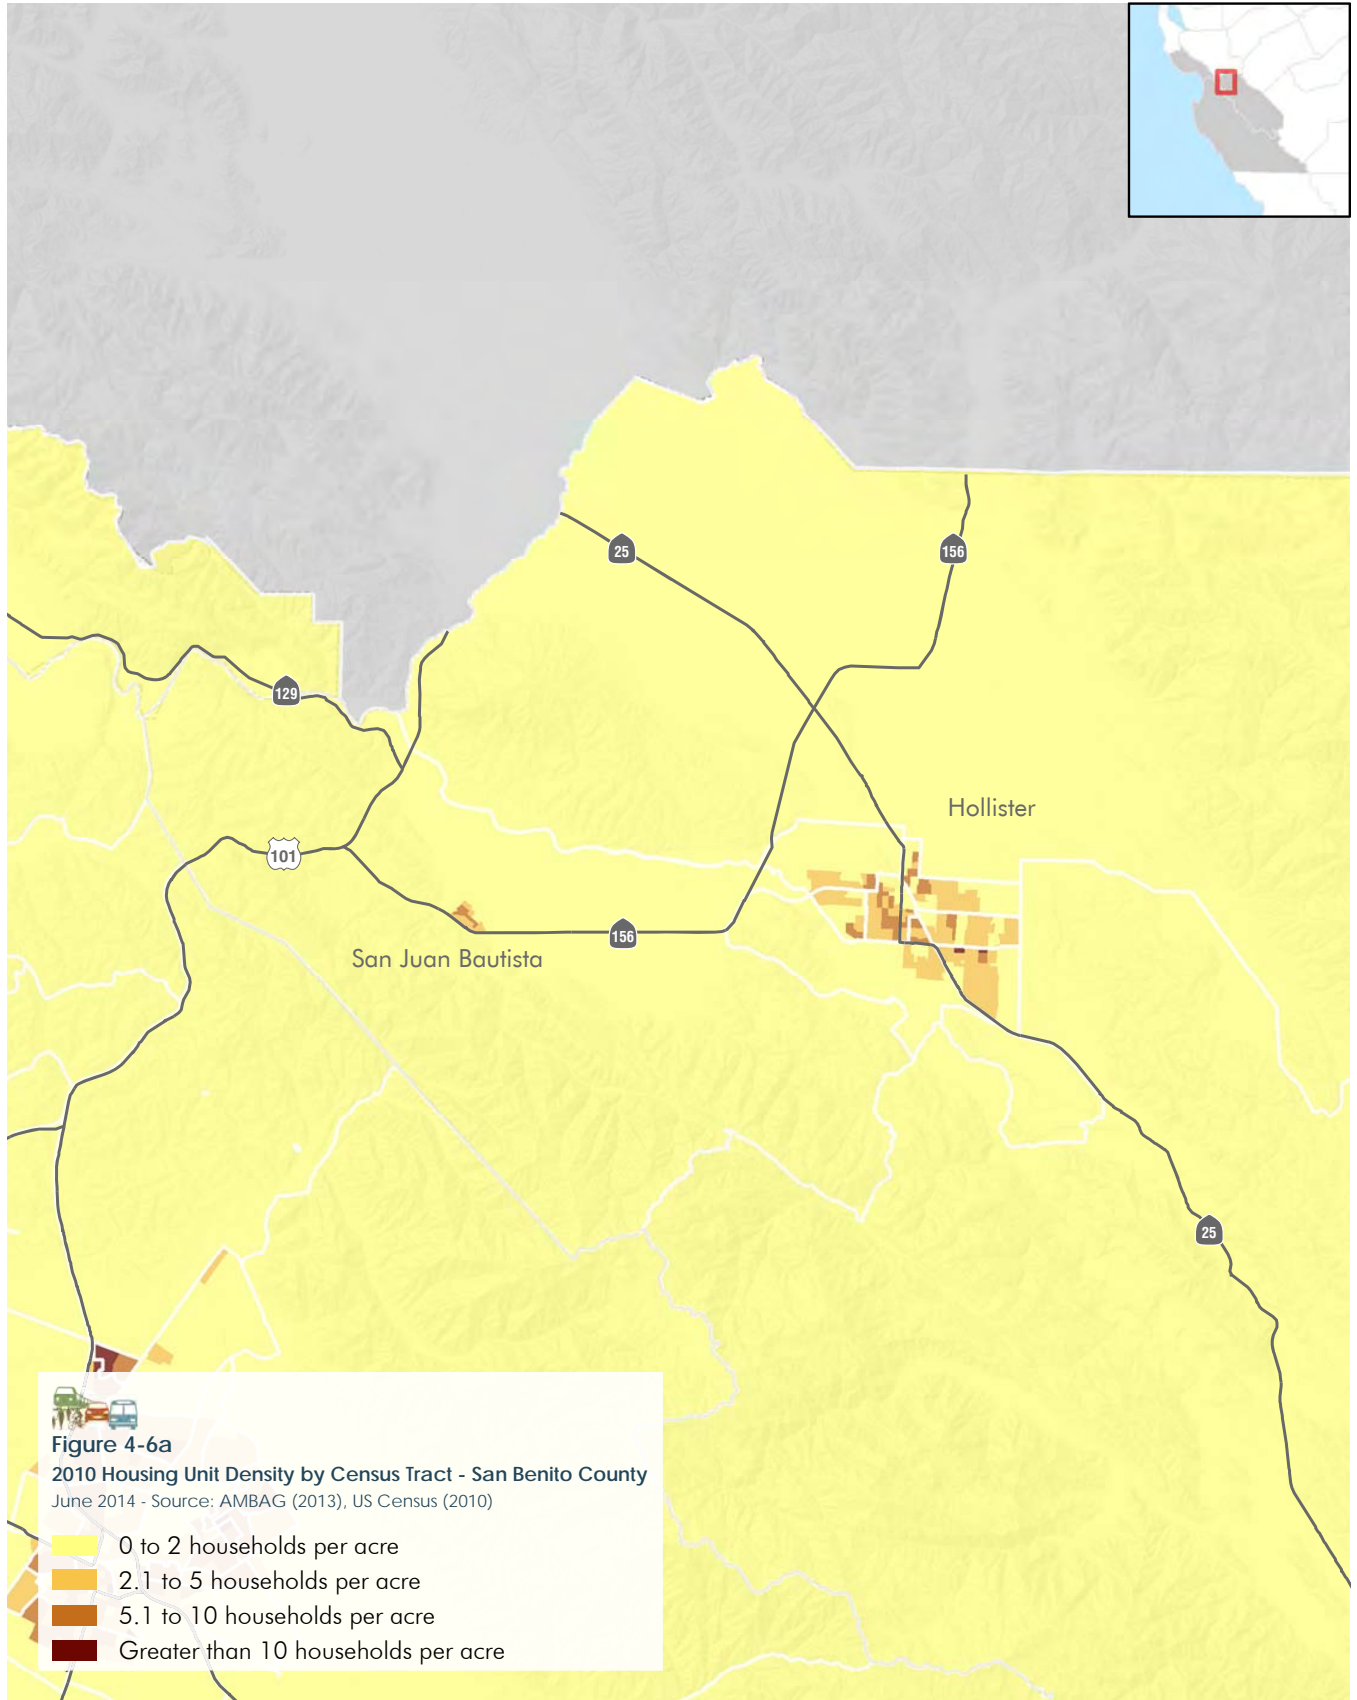 25
156
129
Hollister
101
156
San Juan Bautista
25
Figure 4-6a
2010 Housing Unit Density by Census Tract - San Benito County
June 2014 - Source: AMBAG (2013), US Census (2010)
0 to 2 households per acre
2.1 to 5 households per acre
5.1 to 10 households per acre
Greater than 10 households per acre